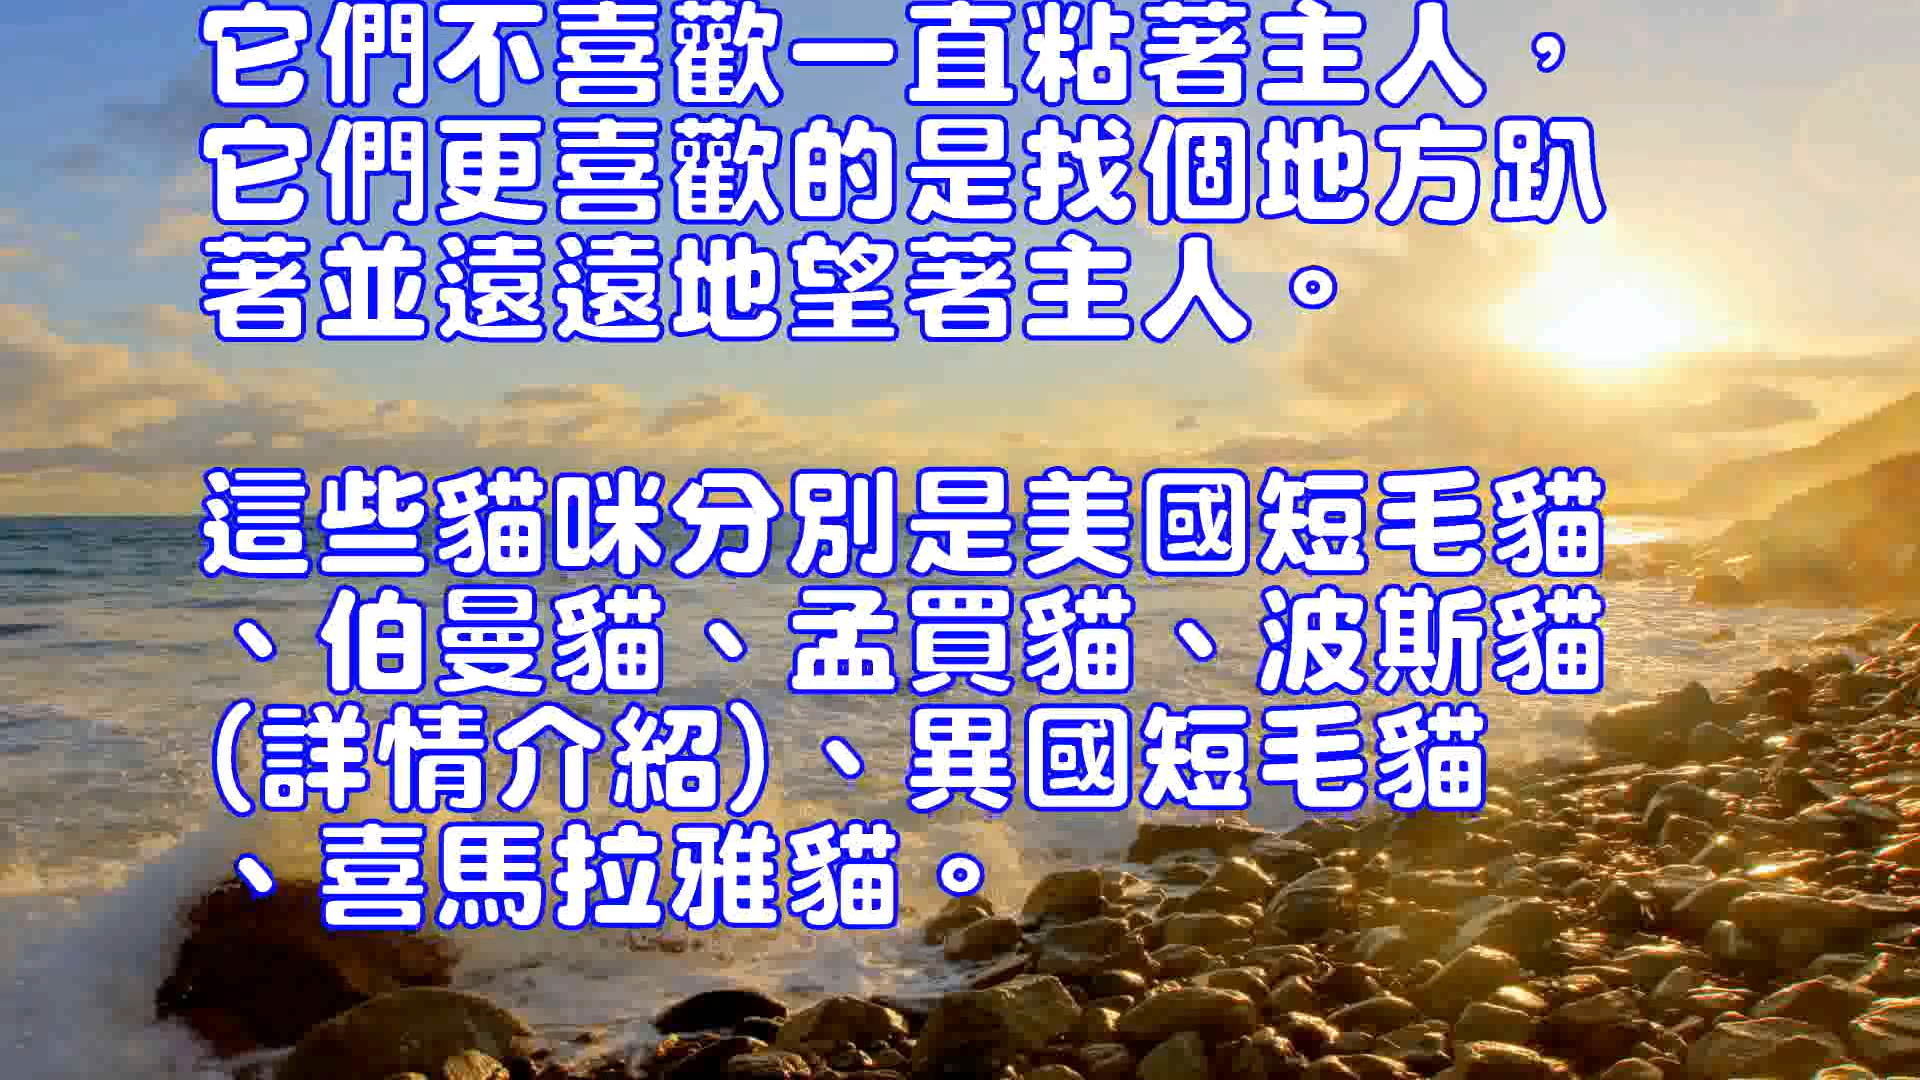 它們不喜歡一直粘著主人，
它們更喜歡的是找個地方趴
著並遠遠地望著主人。
這些貓咪分別是美國短毛貓
、伯曼貓、孟買貓、波斯貓
(詳情介紹)、異國短毛貓
、喜馬拉雅貓。